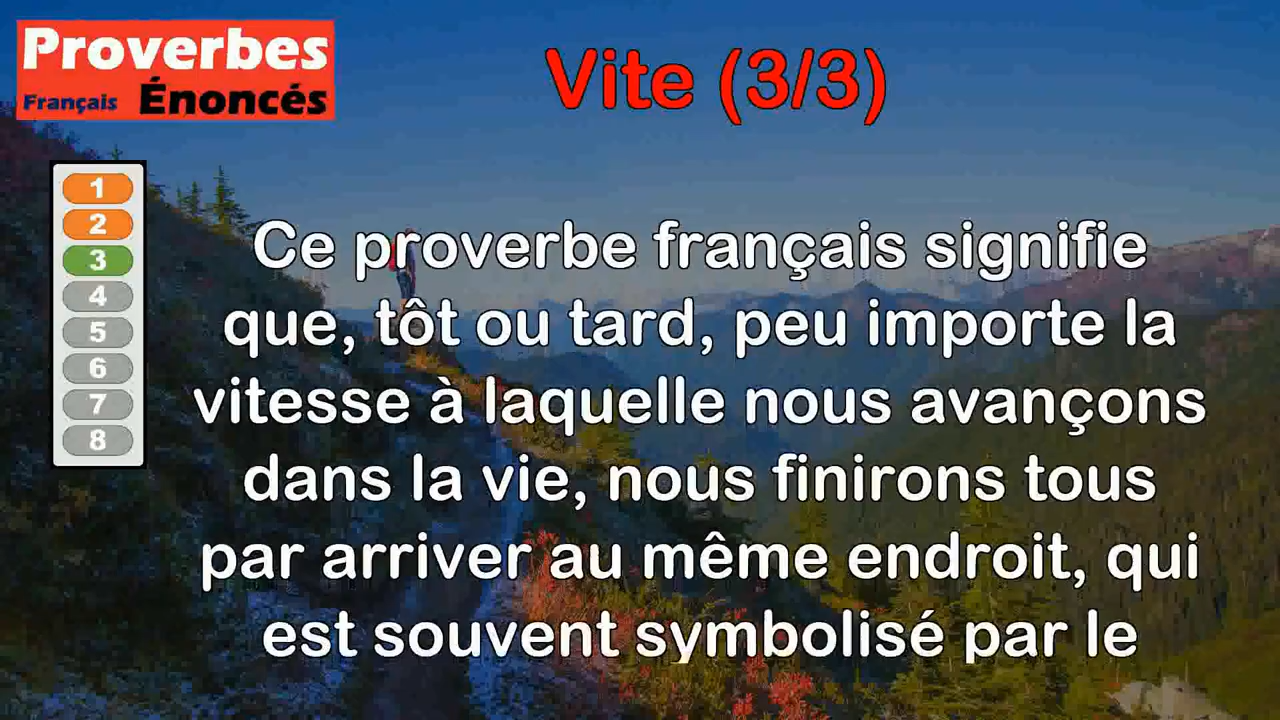 Proverbes
Français Énoncés
Vite (3/3)
1
2
3
4
5
6
7
8
Ce proverbe français signifie
que, tôt ou tard, peu importe la
vitesse à laquelle nous avançons
dans la vie, nous finirons tous
par arriver au même endroit, qui
est souvent symbolisé par le